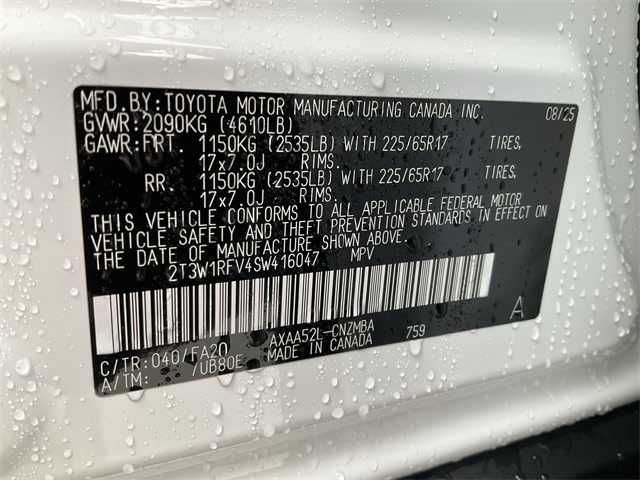 MFD.BY:TOYOTA MOTOR MANUFACTURING CANADA INC. 08/25
GVWR:2090KG (4610LB)
GAWR:FRT. 1150KG (2535LB) WITH 225/65R17 TIRES,
17x7.0J RIMS.
RR. 1150KG (2535LB) WITH 225/65R17 TIRES,
17x7.0J RIMS.
THIS VEHICLE CONFORMS TO ALL APPLICABLE FEDERAL MOTOR
VEHICLE SAFETY AND THEFT PREVENTION STANDARDS IN EFFECT ON
THE DATE OF MANUFACTURE SHOWN ABOVE.
2T3W1RFV4SW416047 MPV
C/TR:040/FA20 AXAA52L-CNZMBA 759 A
A/TM: /UB80E MADE IN CANADA